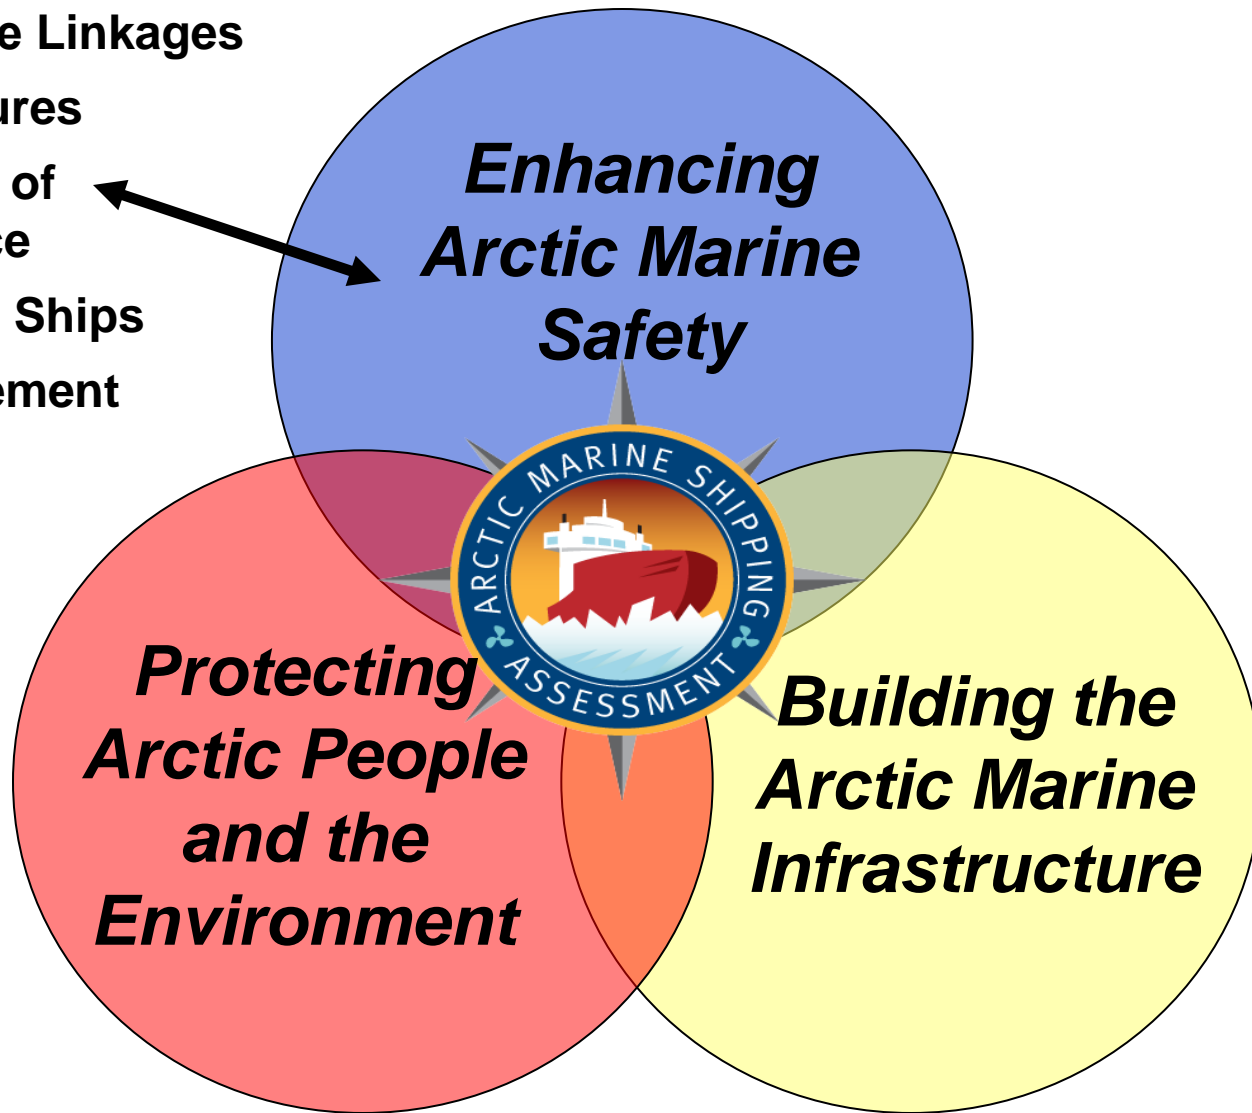 e Linkages
ures
of
ce
Ships
ement
Enhancing
Arctic Marine
Safety
ARCTIC MARINE SHIPPING
ASSESSMENT
Protecting
Arctic People
and the
Environment
Building the
Arctic Marine
Infrastructure